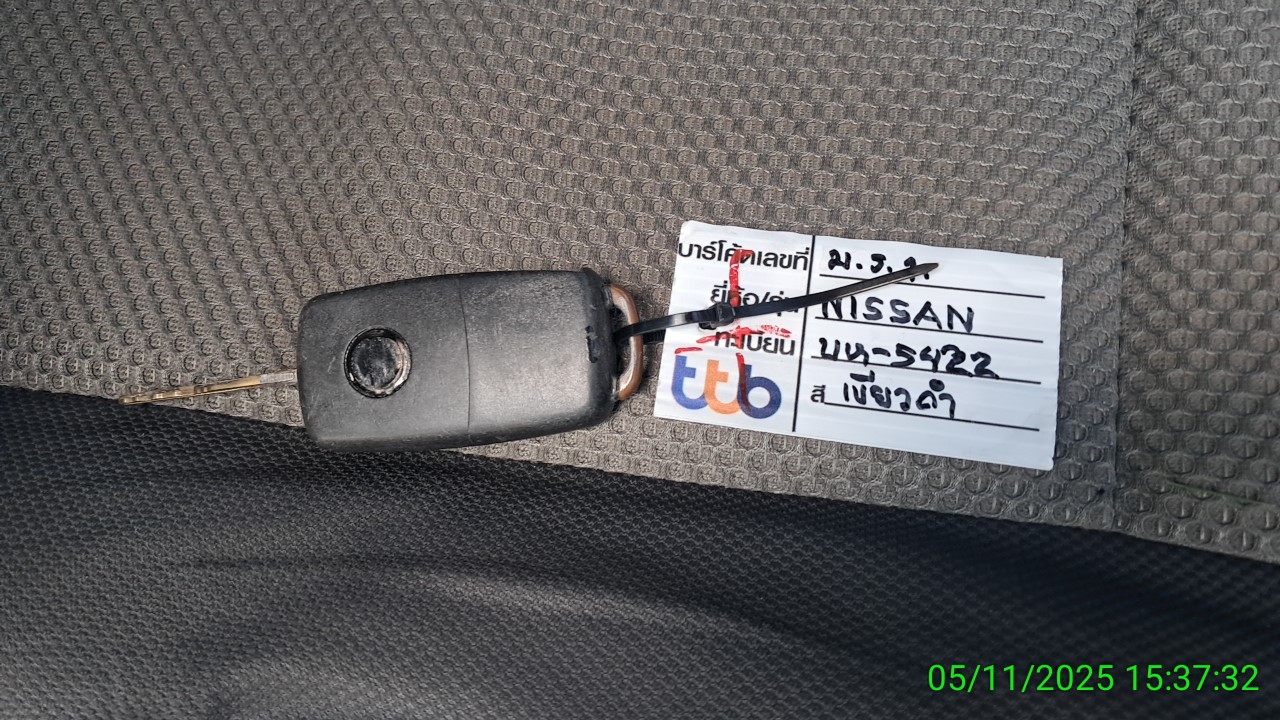 บาร์โค้ดเลขที่ ม.ร.
ยี่ห้อ/รุ่น NISSAN
ทะเบียน บห-5422
สี เขียวดำ
ttb
05/11/2025 15:37:32